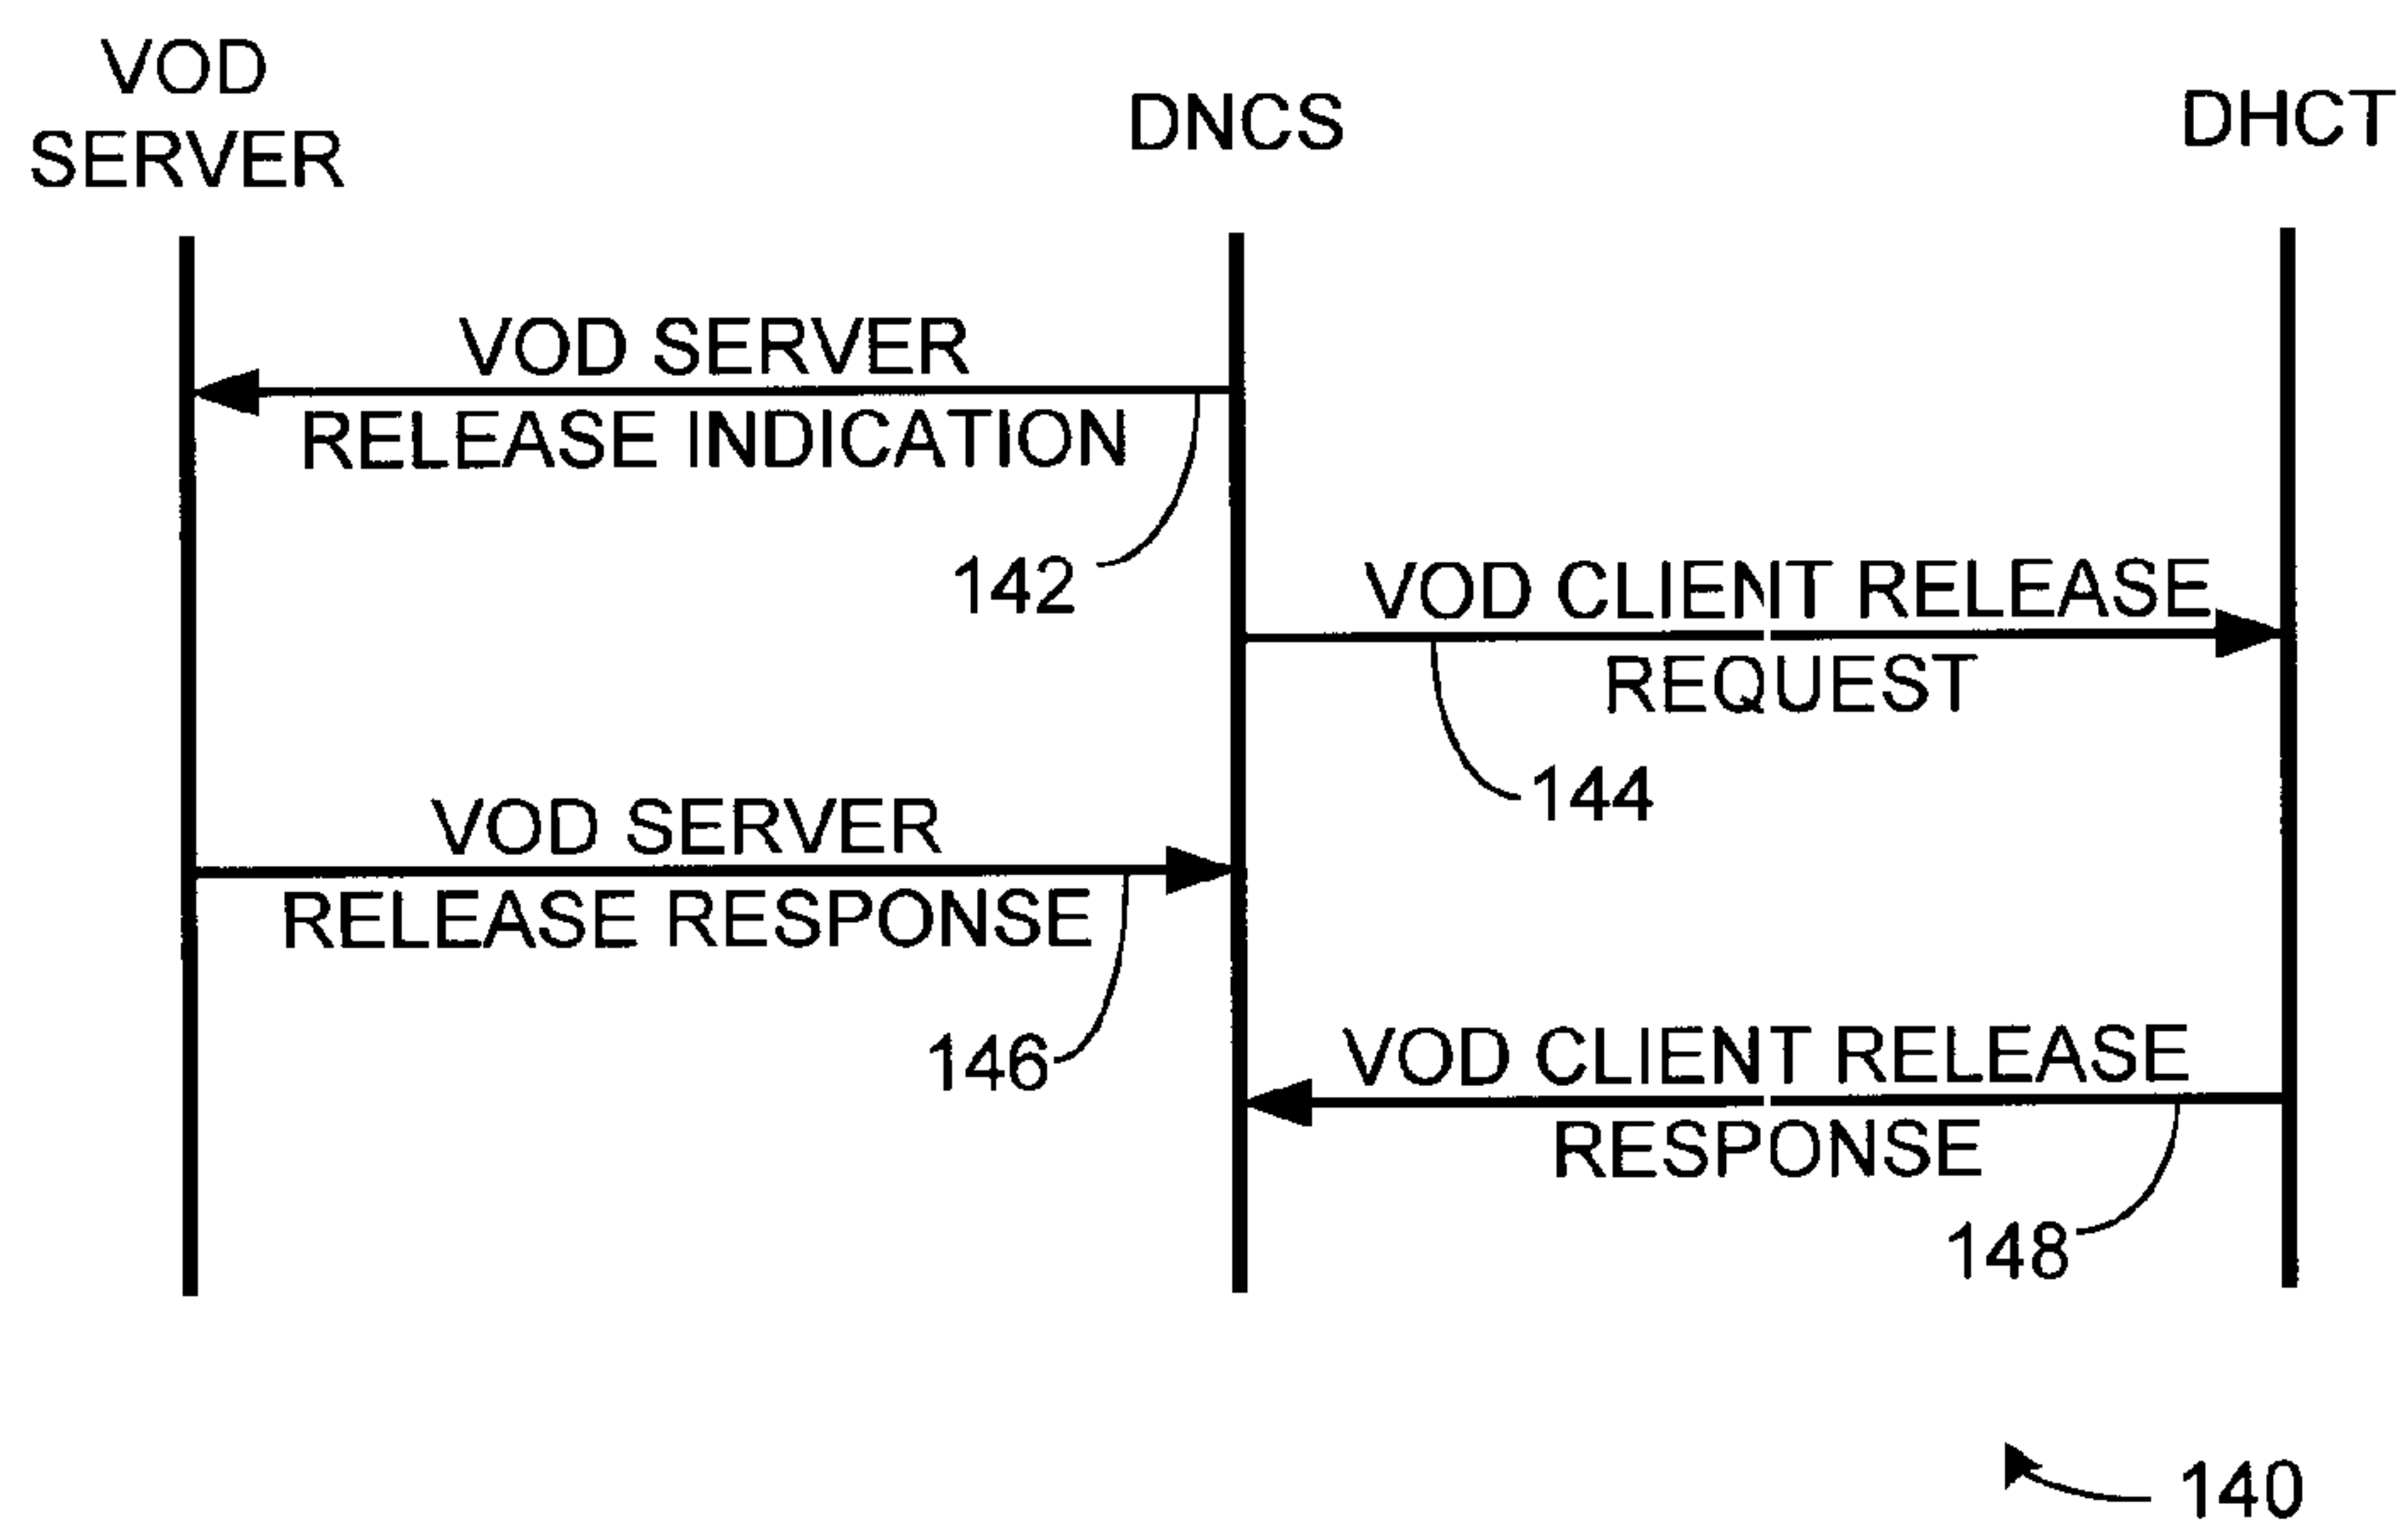 VOD
SERVER
DNCS
DHCT
VOD SERVER
RELEASE INDICATION
142
VOD CLIENT RELEASE
REQUEST
144
VOD SERVER
RELEASE RESPONSE
146
VOD CLIENT RELEASE
RESPONSE
148
140